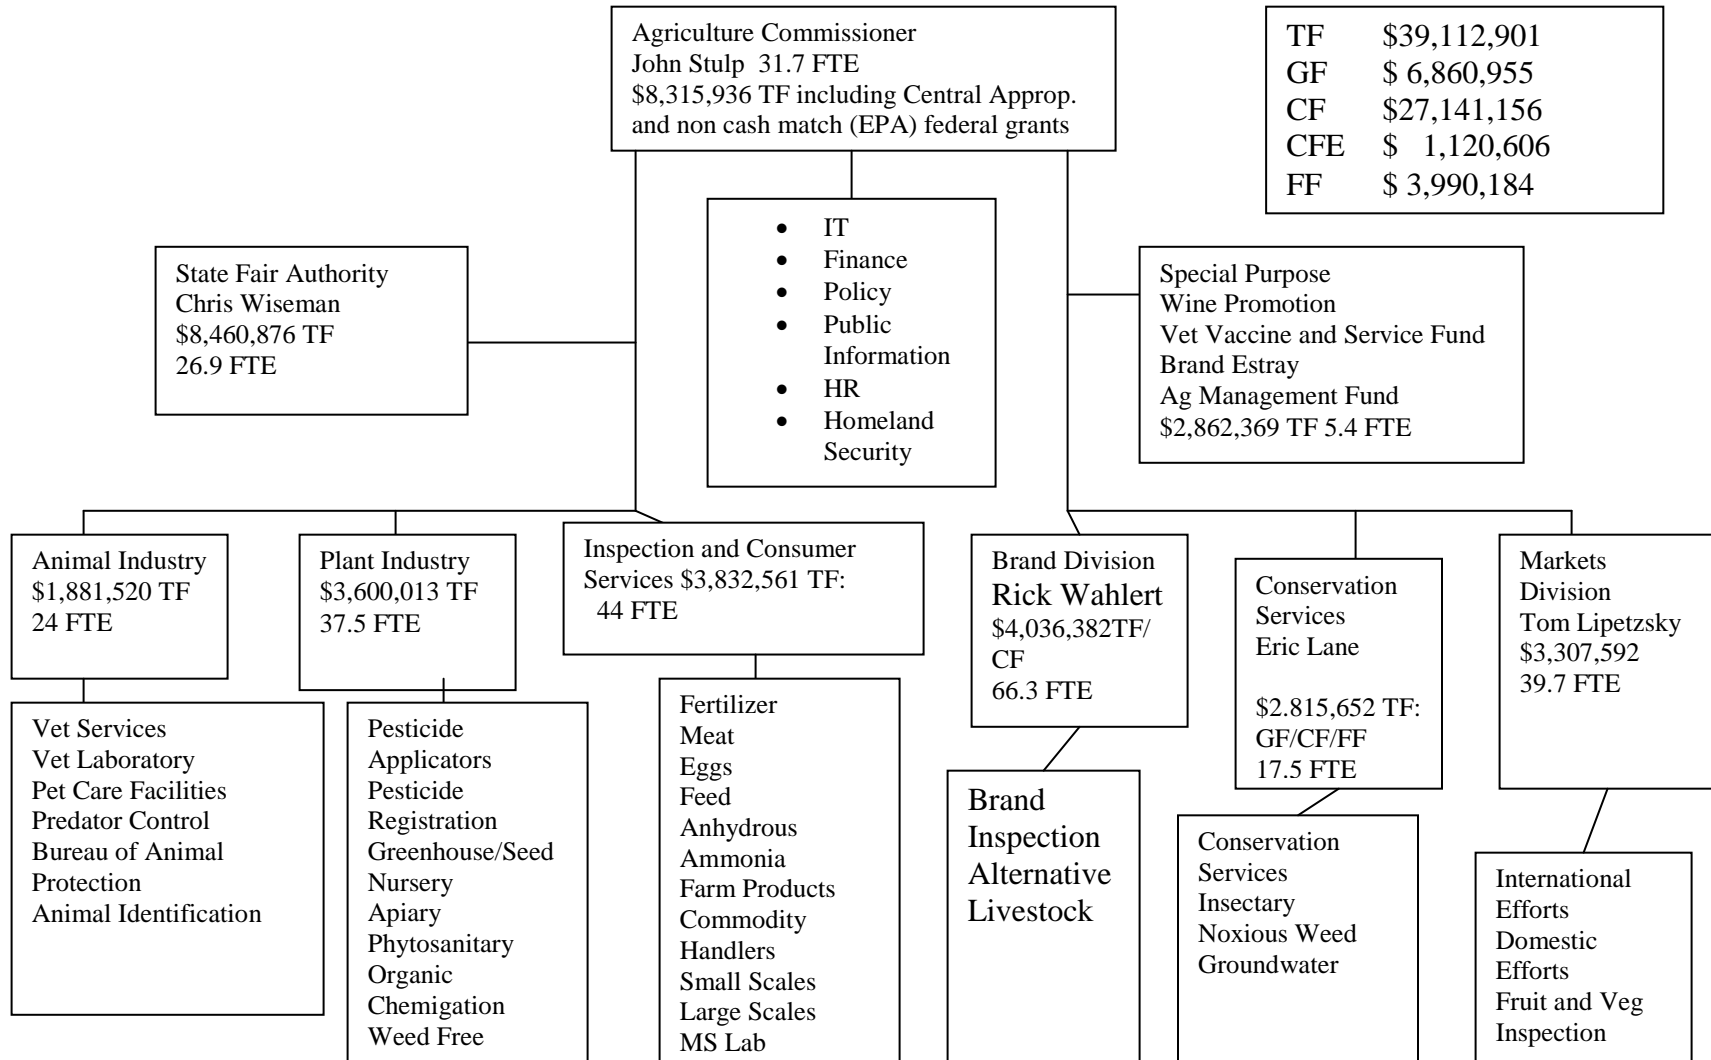 Agriculture Commissioner
John Stulp 31.7 FTE
$8,315,936 TF including Central Approp.
and non cash match (EPA) federal grants
TF $39,112,901
GF $ 6,860,955
CF $27,141,156
CFE $ 1,120,606
FF $ 3,990,184
• IT
• Finance
• Policy
• Public
Information
• HR
• Homeland
Security
State Fair Authority
Chris Wiseman
$8,460,876 TF
26.9 FTE
Special Purpose
Wine Promotion
Vet Vaccine and Service Fund
Brand Estray
Ag Management Fund
$2,862,369 TF 5.4 FTE
Animal Industry
$1,881,520 TF
24 FTE
Plant Industry
$3,600,013 TF
37.5 FTE
Inspection and Consumer
Services $3,832,561 TF:
44 FTE
Brand Division
Rick Wahlert
$4,036,382TF/
CF
66.3 FTE
Conservation
Services
Eric Lane
$2.815,652 TF:
GF/CF/FF
17.5 FTE
Markets
Division
Tom Lipetzsky
$3,307,592
39.7 FTE
Vet Services
Vet Laboratory
Pet Care Facilities
Predator Control
Bureau of Animal
Protection
Animal Identification
Pesticide
Applicators
Pesticide
Registration
Greenhouse/Seed
Nursery
Apiary
Phytosanitary
Organic
Chemigation
Weed Free
Fertilizer
Meat
Eggs
Feed
Anhydrous
Ammonia
Farm Products
Commodity
Handlers
Small Scales
Large Scales
MS Lab
Brand
Inspection
Alternative
Livestock
Conservation
Services
Insectary
Noxious Weed
Groundwater
International
Efforts
Domestic
Efforts
Fruit and Veg
Inspection